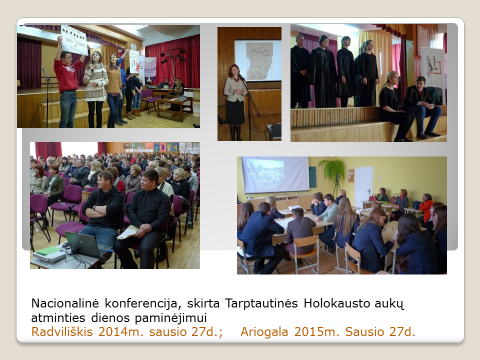 Nacionalinė konferencija, skirta Tarptautinės Holokausto aukų
atminties dienos paminėjimui
Radviliškis 2014m. sausio 27d.; Ariogala 2015m. Sausio 27d.